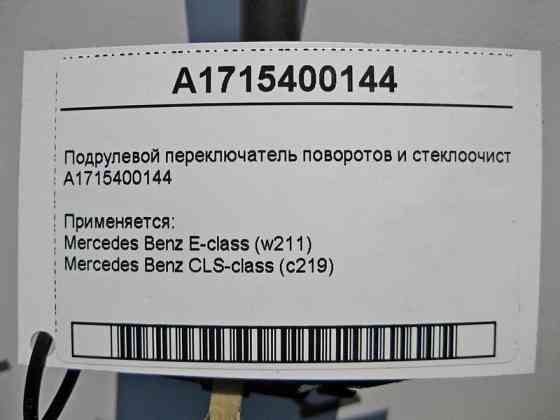 A1715400144
Подрулевой переключатель поворотов и стеклоочист
A1715400144
Применяется:
Mercedes Benz E-class (w211)
Mercedes Benz CLS-class (c219)